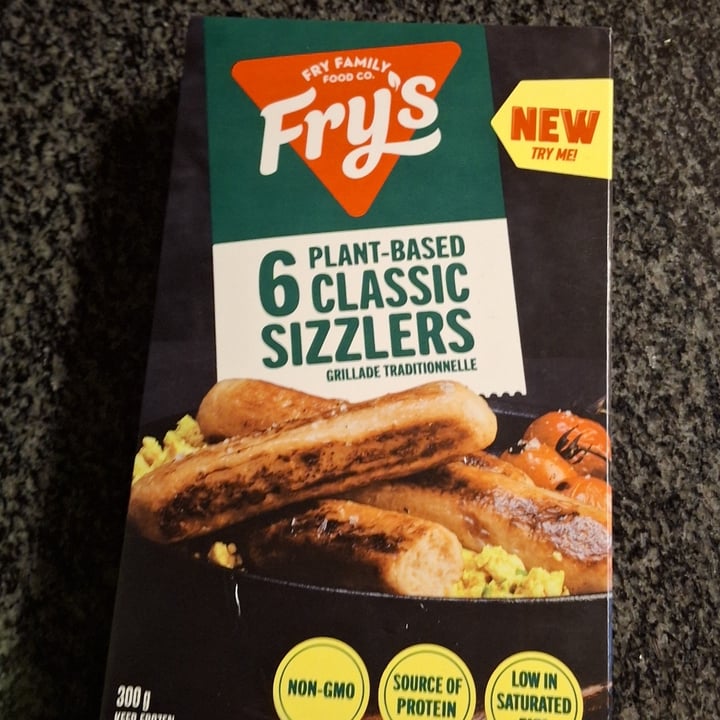 FRY FAMILY
FOOD CO.
Fry's
NEW
TRY ME!
6 PLANT-BASED
CLASSIC
SIZZLERS
GRILLADE TRADITIONNELLE
NON-GMO
SOURCE OF
PROTEIN
LOW IN
SATURATED
300 g
KEEP FROZEN